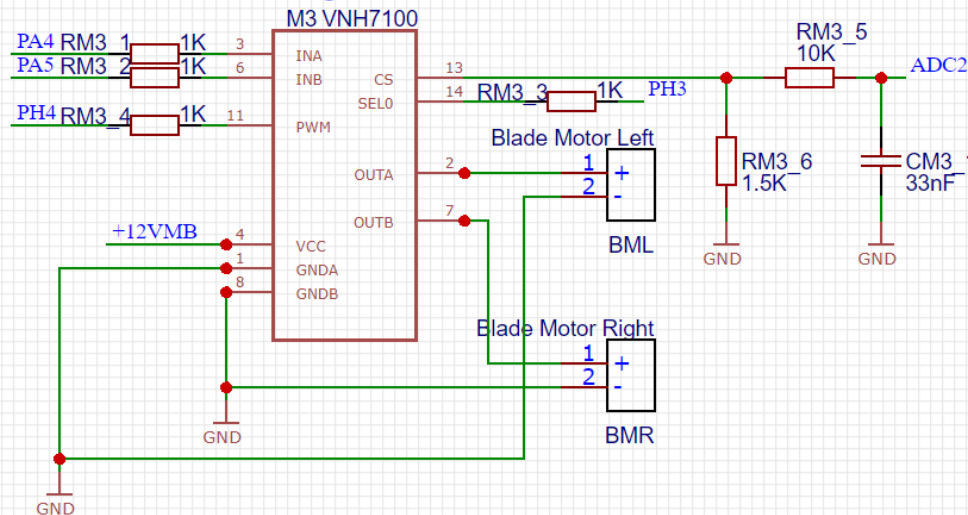 M3 VNH7100
PA4 RM3_1 1K 3 INA
PA5 RM3_2 1K 6 INB
PH4 RM3_4 1K 11 PWM
CS 13
SEL0 14 RM3_3 1K PH3
RM3_5
10K
ADC2
RM3_6
1.5K
GND
CM3_
33nF
GND
OUTA 2
OUTB 7
Blade Motor Left
1 +
2 -
BML
+12VMB 4 VCC
1 GNDA
8 GNDB
Blade Motor Right
1 +
2 -
BMR
GND
GND